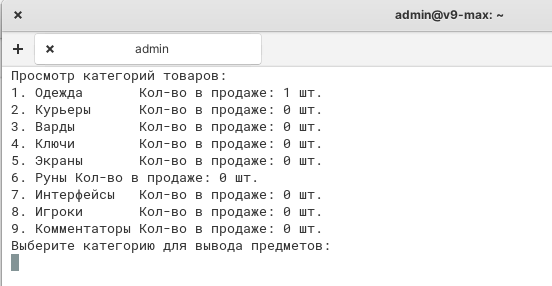 admin@v9-max: ~
admin
Просмотр категорий товаров:
1. Одежда Кол-во в продаже: 1 шт.
2. Курьеры Кол-во в продаже: 0 шт.
3. Варды Кол-во в продаже: 0 шт.
4. Ключи Кол-во в продаже: 0 шт.
5. Экраны Кол-во в продаже: 0 шт.
6. Руны Кол-во в продаже: 0 шт.
7. Интерфейсы Кол-во в продаже: 0 шт.
8. Игроки Кол-во в продаже: 0 шт.
9. Комментаторы Кол-во в продаже: 0 шт.
Выберите категорию для вывода предметов: